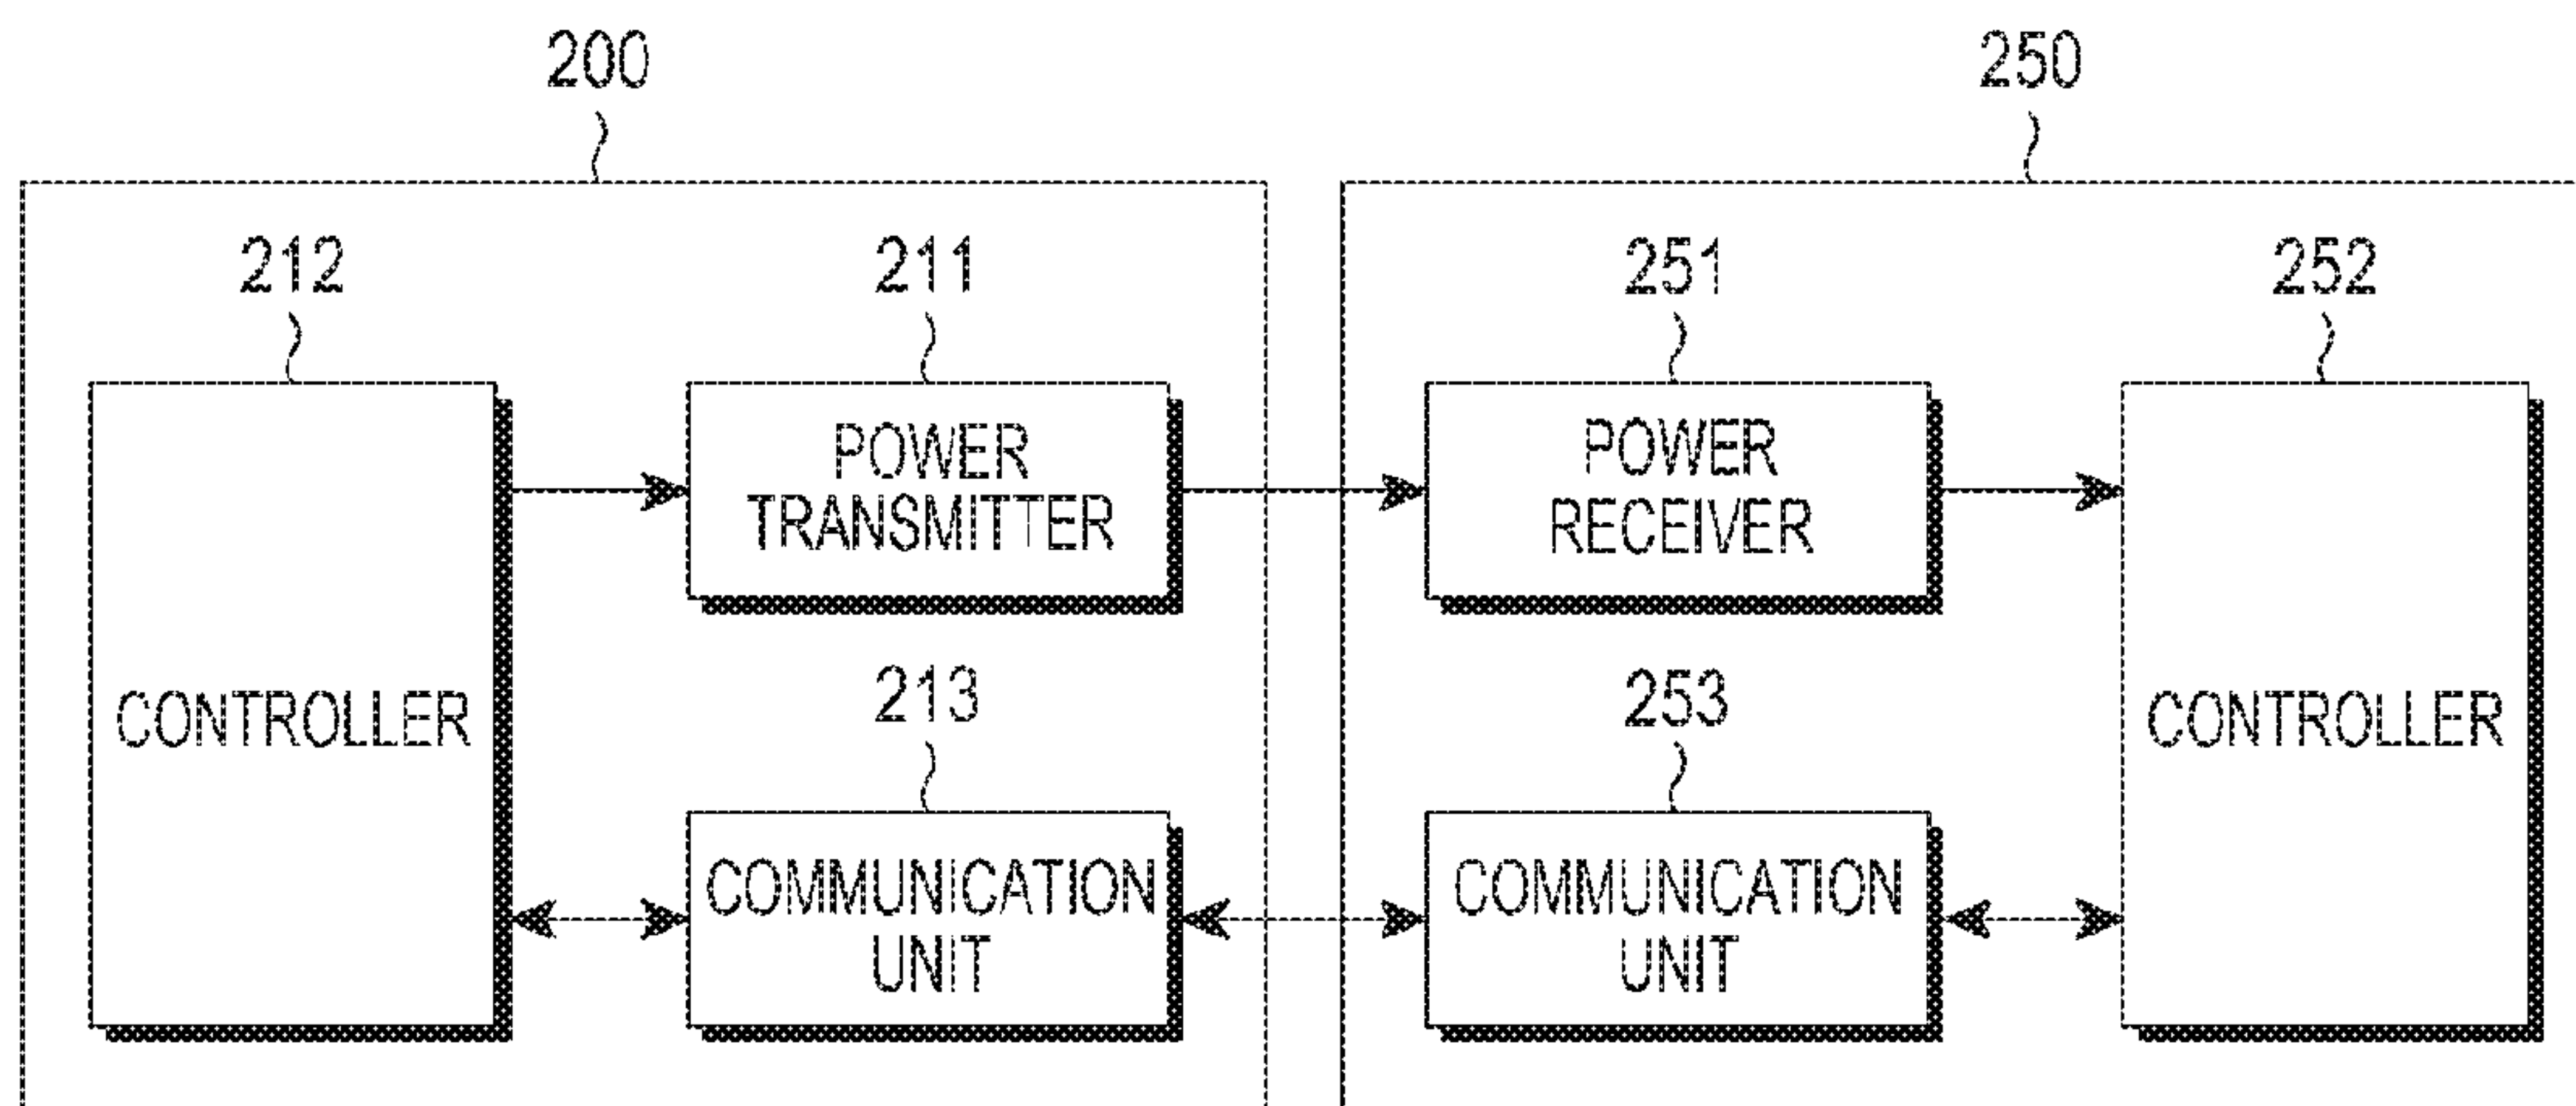 200
250
212
211
251
252
POWER
TRANSMITTER
POWER
RECEIVER
CONTROLLER
213
253
CONTROLLER
COMMUNICATION
UNIT
COMMUNICATION
UNIT